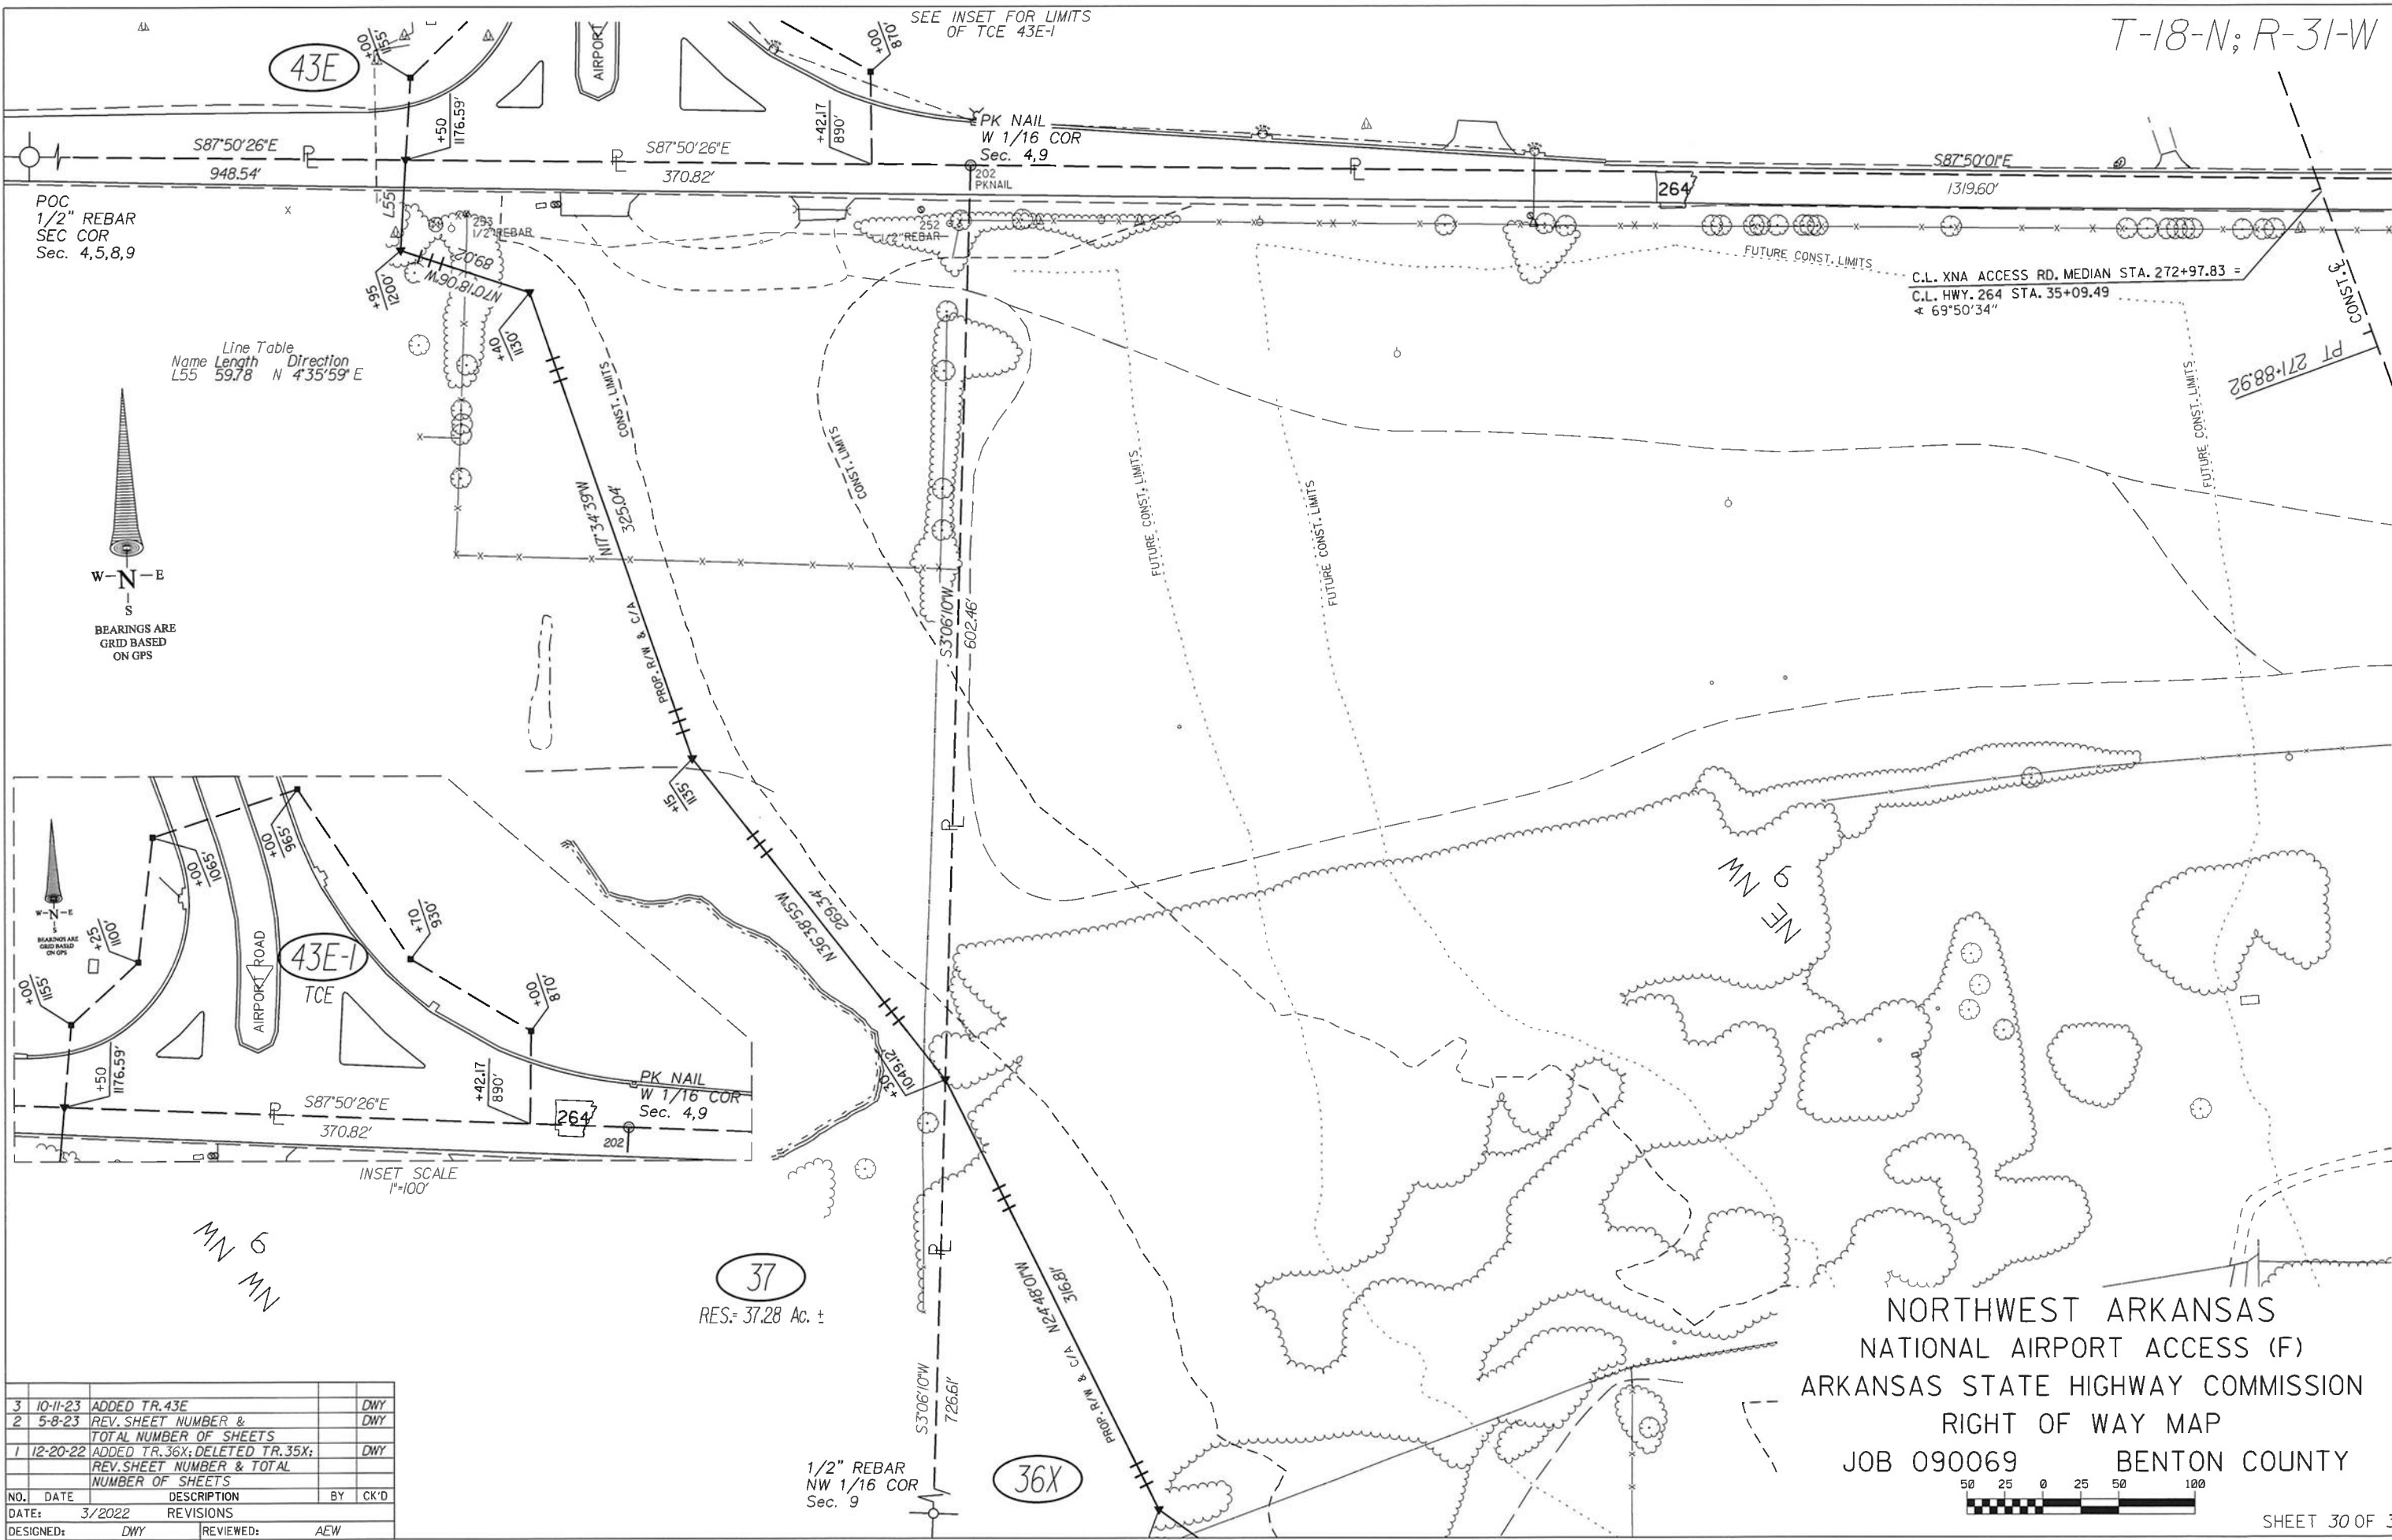 SEE INSET FOR LIMITS
OF TCE 43E-1
T-18-N; R-31-W
43E
+00
1155'
AIRPORT
+00
870'
+50
1176.59'
+42.17
890'
PK NAIL
W 1/16 COR
Sec. 4,9
S87°50'26"E
948.54'
S87°50'26"E
370.82'
202
PKNAIL
264
S87°50'01"E
1319.60'
POC
1/2" REBAR
SEC COR
Sec. 4,5,8,9
L55
253
1/2"REBAR
252
1/2"REBAR
89.02'
N70°18'06"W
+95
1200'
+40
1130'
FUTURE CONST. LIMITS
C.L. XNA ACCESS RD. MEDIAN STA. 272+97.83 =
C.L. HWY. 264 STA. 35+09.49
∡ 69°50'34"
CONST. ℄
PT 271+88.92
Line Table
Name Length Direction
L55 59.78 N 4°35'59" E
W N E
S
BEARINGS ARE
GRID BASED
ON GPS
CONST. LIMITS
CONST. LIMITS
FUTURE CONST. LIMITS
FUTURE CONST. LIMITS
FUTURE CONST. LIMITS
N17°34'39"W
325.04'
PROP. R/W & C/A
S3°06'10"W
602.46'
+15
1135'
N36°38'55"W
269.34'
+30
1049.12'
NE NW
9
+00
1065'
+00
965'
+25
1100'
+00
1155'
+70
930'
+00
870'
W N E
S
BEARINGS ARE
GRID BASED
ON GPS
43E-1
TCE
AIRPORT ROAD
+50
1176.59'
+42.17
890'
PK NAIL
W 1/16 COR
Sec. 4,9
S87°50'26"E
370.82'
264
202
INSET SCALE
1"=100'
NW NW
9
37
RES.= 37.28 Ac. ±
N24°48'01"W
316.81'
PROP. R/W & C/A
S3°06'10"W
726.61'
1/2" REBAR
NW 1/16 COR
Sec. 9
36X
NORTHWEST ARKANSAS
NATIONAL AIRPORT ACCESS (F)
ARKANSAS STATE HIGHWAY COMMISSION
RIGHT OF WAY MAP
JOB 090069 BENTON COUNTY
50 25 0 25 50 100
SHEET 30 OF 3
3 10-11-23 ADDED TR.43E DWY
2 5-8-23 REV. SHEET NUMBER & DWY
TOTAL NUMBER OF SHEETS
1 12-20-22 ADDED TR.36X; DELETED TR.35X; DWY
REV.SHEET NUMBER & TOTAL
NUMBER OF SHEETS
NO. DATE DESCRIPTION BY CK'D
DATE: 3/2022 REVISIONS
DESIGNED: DWY REVIEWED: AEW